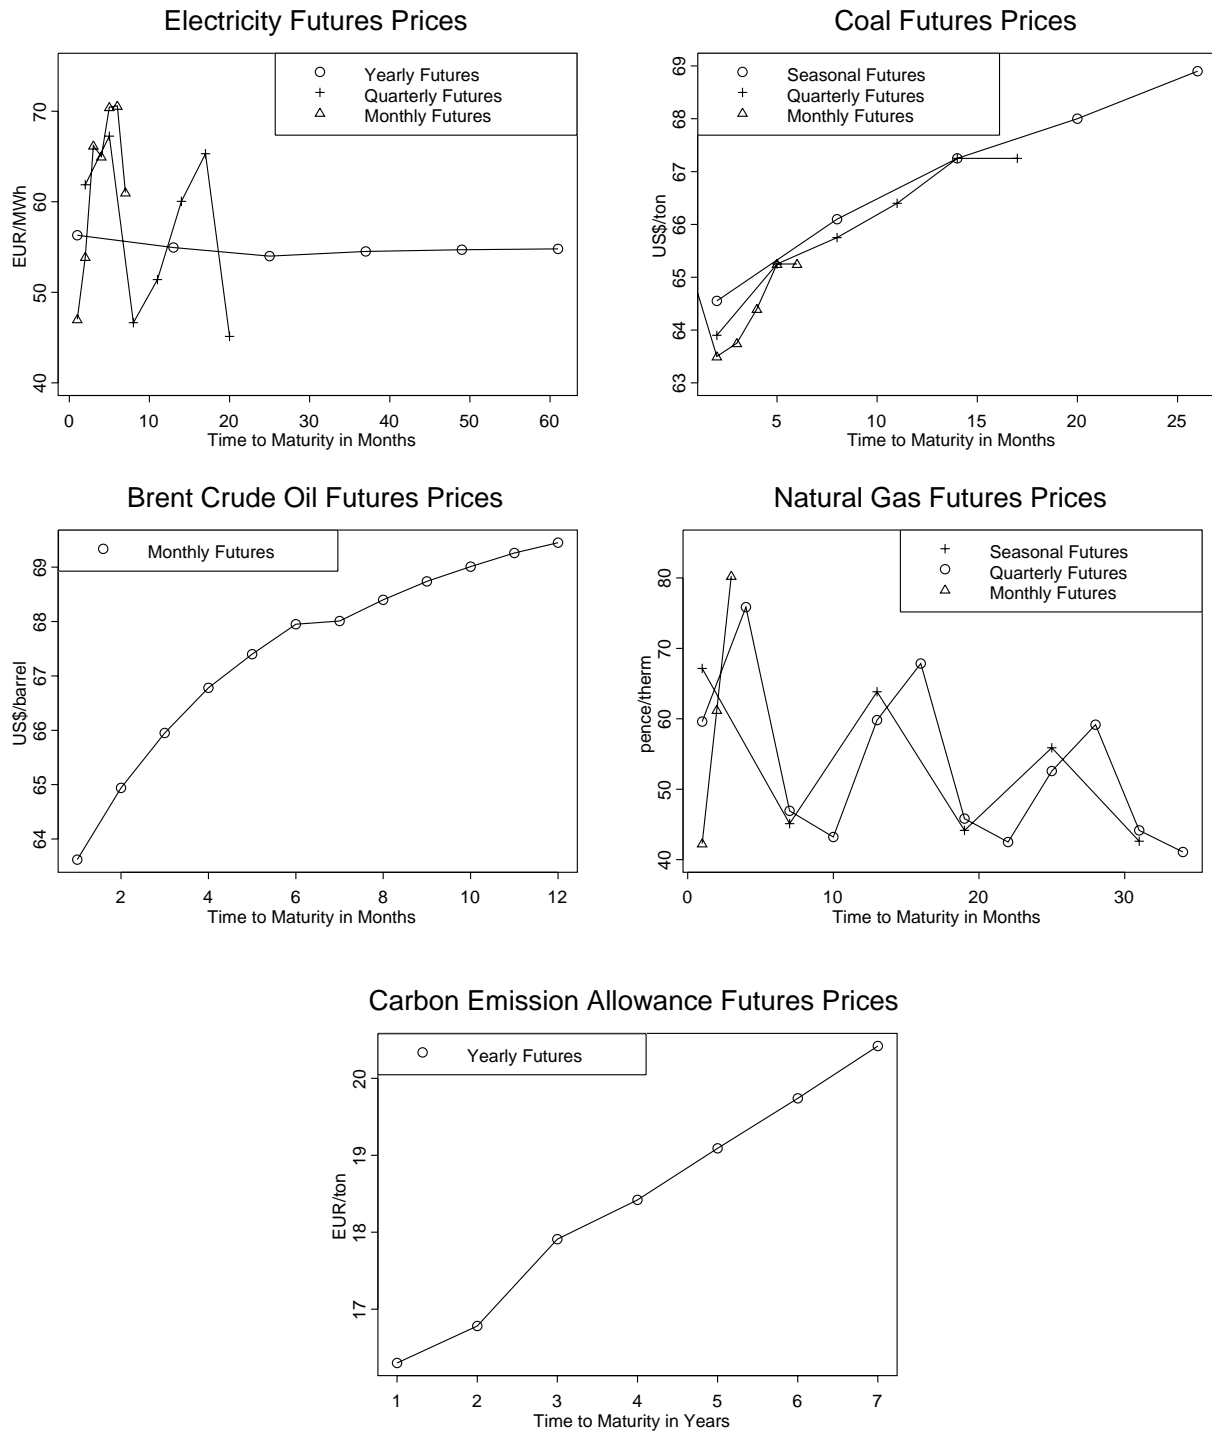 Electricity Futures Prices
EUR/MWh
40 50 60 70
Yearly Futures
Quarterly Futures
Monthly Futures
0 10 20 30 40 50 60
Time to Maturity in Months
Coal Futures Prices
US$/ton
63 64 65 66 67 68 69
Seasonal Futures
Quarterly Futures
Monthly Futures
5 10 15 20 25
Time to Maturity in Months
Brent Crude Oil Futures Prices
US$/barrel
64 65 66 67 68 69
Monthly Futures
2 4 6 8 10 12
Time to Maturity in Months
Natural Gas Futures Prices
pence/therm
40 50 60 70 80
Seasonal Futures
Quarterly Futures
Monthly Futures
0 10 20 30
Time to Maturity in Months
Carbon Emission Allowance Futures Prices
EUR/ton
17 18 19 20
Yearly Futures
1 2 3 4 5 6 7
Time to Maturity in Years